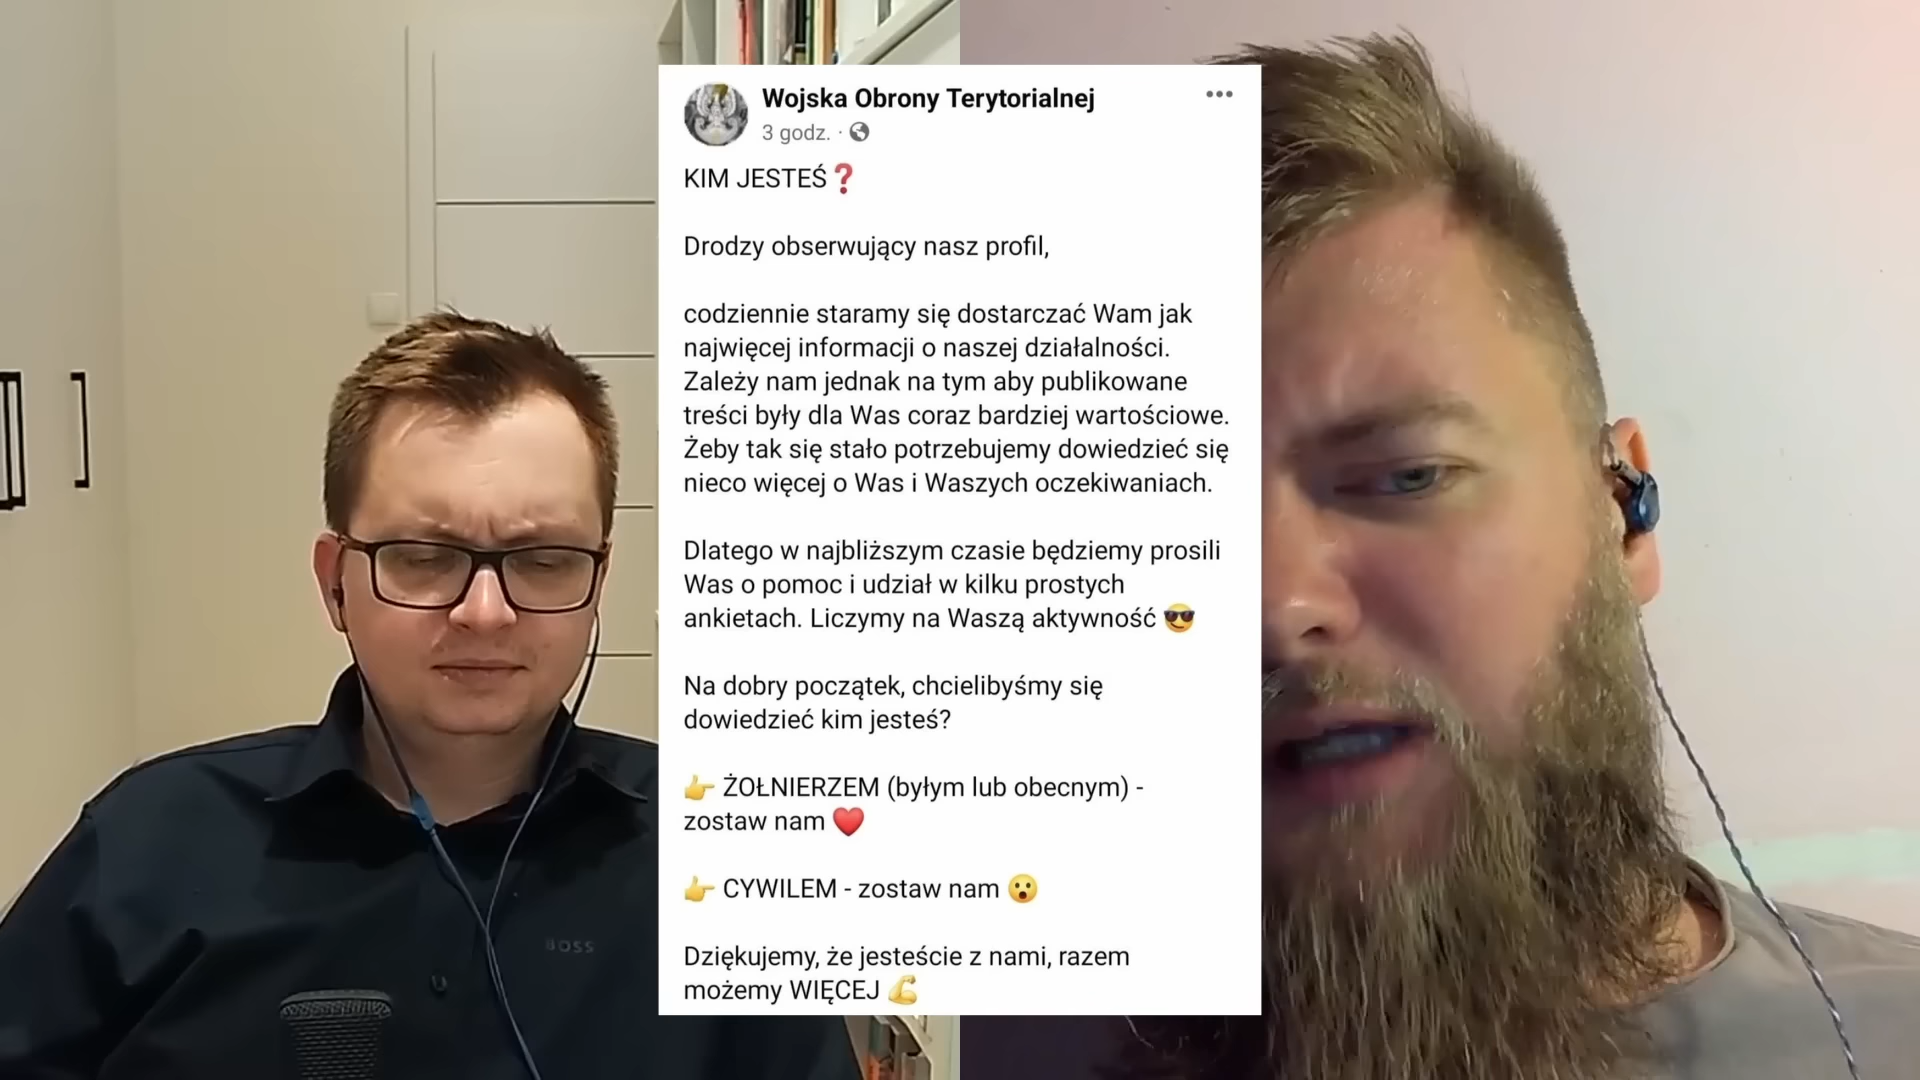 Wojska Obrony Terytorialnej
3 godz. ·
KIM JESTEŚ❓
Drodzy obserwujący nasz profil,
codziennie staramy się dostarczać Wam jak
najwięcej informacji o naszej działalności.
Zależy nam jednak na tym aby publikowane
treści były dla Was coraz bardziej wartościowe.
Żeby tak się stało potrzebujemy dowiedzieć się
nieco więcej o Was i Waszych oczekiwaniach.
Dlatego w najbliższym czasie będziemy prosili
Was o pomoc i udział w kilku prostych
ankietach. Liczymy na Waszą aktywność 😎
Na dobry początek, chcielibyśmy się
dowiedzieć kim jesteś?
👉 ŻOŁNIERZEM (byłym lub obecnym) -
zostaw nam ❤️
👉 CYWILEM - zostaw nam 😮
Dziękujemy, że jesteście z nami, razem
możemy WIĘCEJ 💪
BOSS